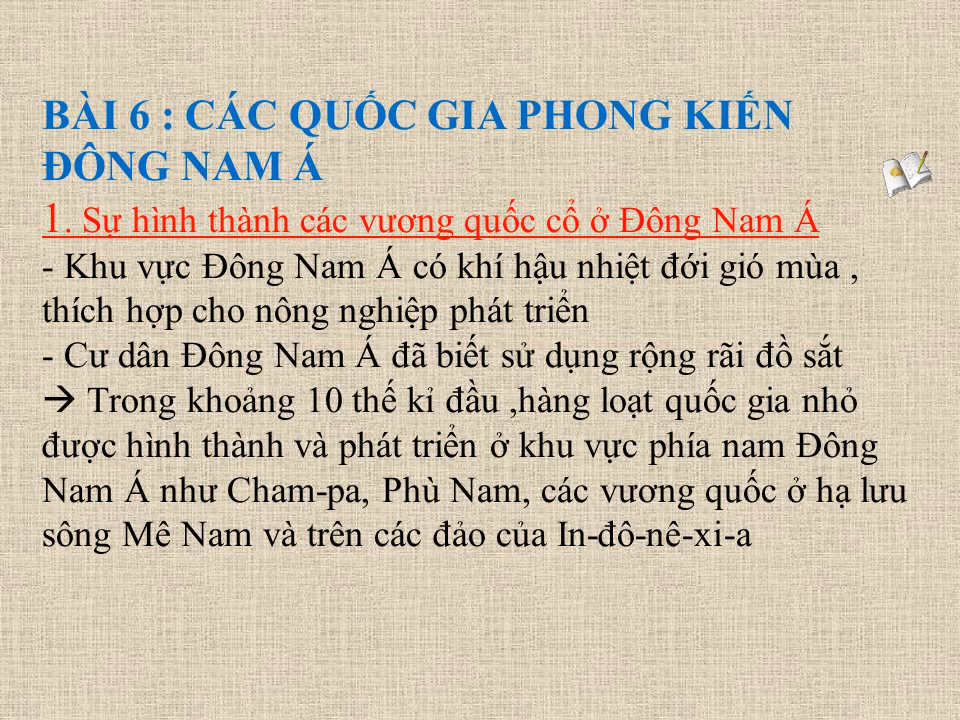 BÀI 6 : CÁC QUỐC GIA PHONG KIẾN
ĐÔNG NAM Á
1. Sự hình thành các vương quốc cổ ở Đông Nam Á
- Khu vực Đông Nam Á có khí hậu nhiệt đới gió mùa ,
thích hợp cho nông nghiệp phát triển
- Cư dân Đông Nam Á đã biết sử dụng rộng rãi đồ sắt
→ Trong khoảng 10 thế kỉ đầu ,hàng loạt quốc gia nhỏ
được hình thành và phát triển ở khu vực phía nam Đông
Nam Á như Cham-pa, Phù Nam, các vương quốc ở hạ lưu
sông Mê Nam và trên các đảo của In-đô-nê-xi-a